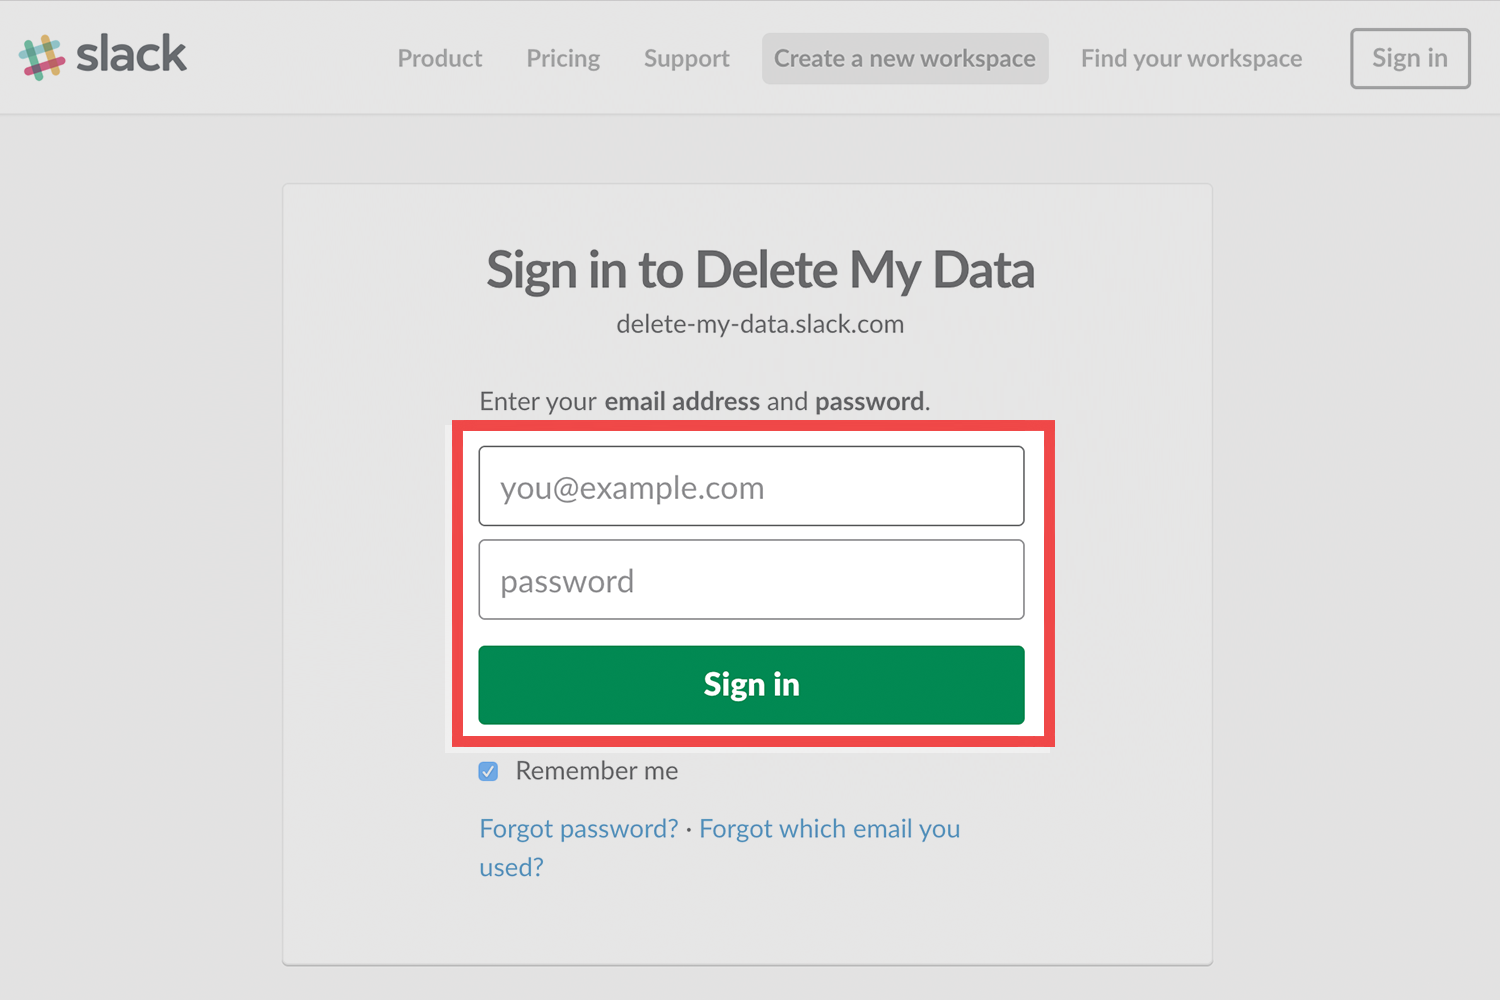 slack
Product Pricing Support Create a new workspace Find your workspace Sign in
Sign in to Delete My Data
delete-my-data.slack.com
Enter your email address and password.
you@example.com
password
Sign in
Remember me
Forgot password? · Forgot which email you
used?